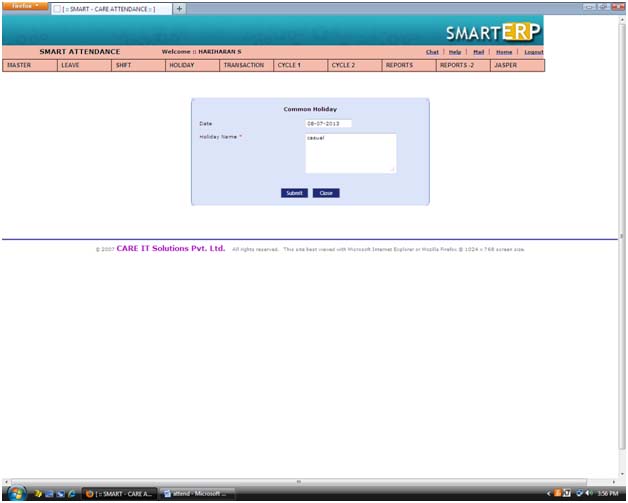 Firefox
[ :: SMART - CARE ATTENDANCE :: ]
SMARTERP
SMART ATTENDANCE Welcome :: HARIHARAN S Chat | Help | Mail | Home | Logout
MASTER LEAVE SHIFT HOLIDAY TRANSACTION CYCLE 1 CYCLE 2 REPORTS REPORTS -2 JASPER
Common Holiday
Date 08-07-2013
Holiday Name * casual
Submit Close
© 2007 CARE IT Solutions Pvt. Ltd. All rights reserved. This site best viewed with Microsoft Internet Explorer or Mozilla Firefox @ 1024 x 768 screen size.
[ :: SMART - CARE A... attend - Microsoft ... 3:56 PM